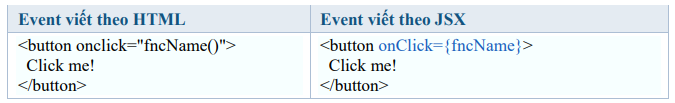 Event viết theo HTML
Event viết theo JSX
<button onclick="fncName()">
Click me!
</button>
<button onClick={fncName}>
Click me!
</button>